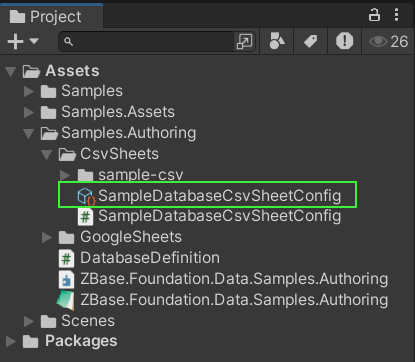 Project
26
Assets
Samples
Samples.Assets
Samples.Authoring
CsvSheets
sample-csv
SampleDatabaseCsvSheetConfig
SampleDatabaseCsvSheetConfig
GoogleSheets
DatabaseDefinition
ZBase.Foundation.Data.Samples.Authoring
ZBase.Foundation.Data.Samples.Authoring
Scenes
Packages